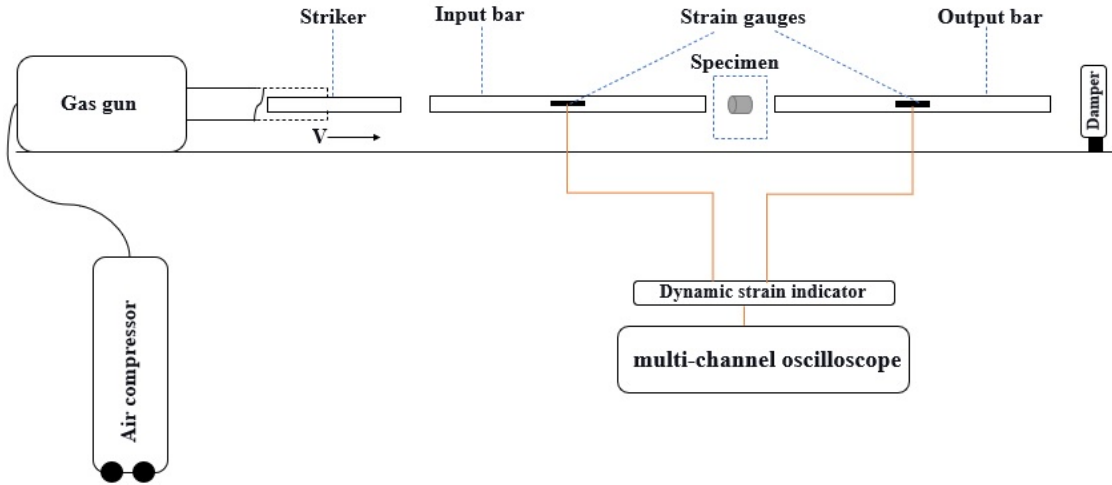 Striker
Input bar
Strain gauges
Output bar
Specimen
Gas gun
V
Damper
Dynamic strain indicator
multi-channel oscilloscope
Air compressor